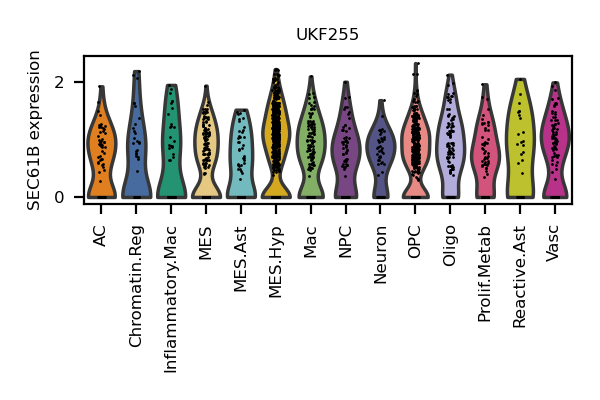 UKF255
SEC61B expression
2
0
AC
Chromatin.Reg
Inflammatory.Mac
MES
MES.Ast
MES.Hyp
Mac
NPC
Neuron
OPC
Oligo
Prolif.Metab
Reactive.Ast
Vasc